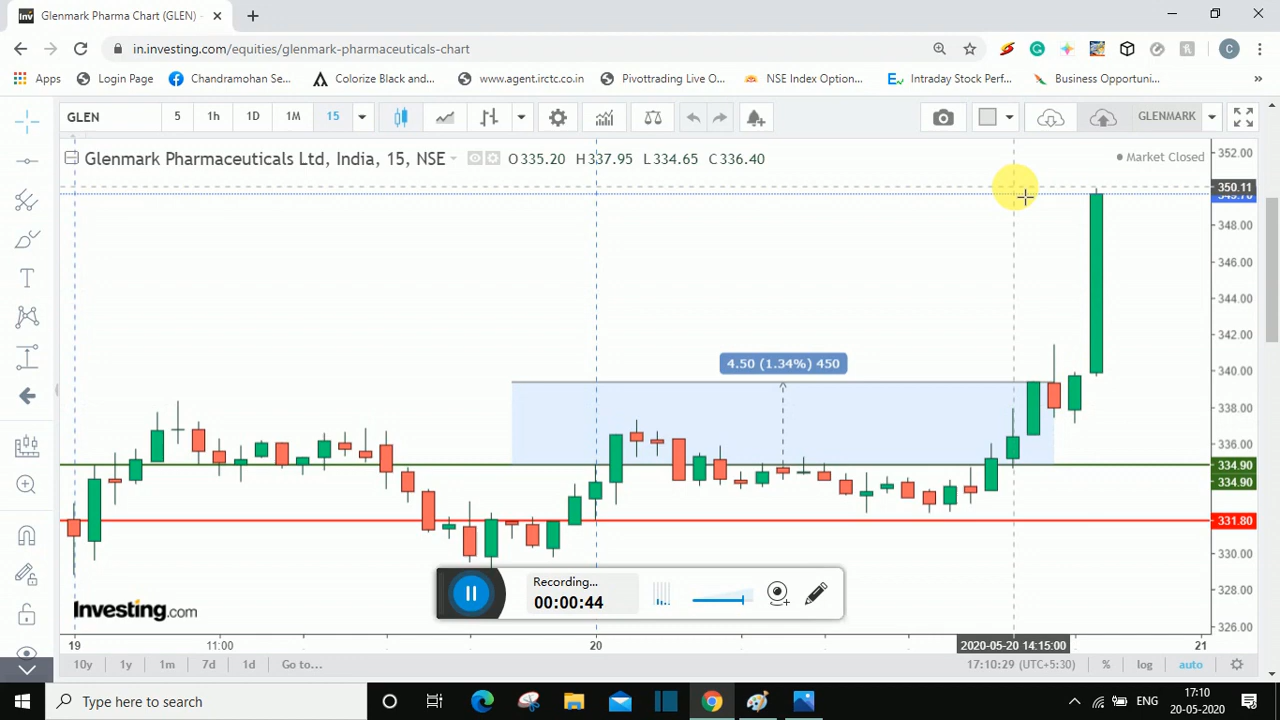 Glenmark Pharma Chart (GLEN) -
in.investing.com/equities/glenmark-pharmaceuticals-chart
C
Apps Login Page Chandramohan Se... Colorize Black and... www.agent.irctc.co.in Pivottrading Live O... NSE Index Option... Intraday Stock Perf... Business Opportuni... »
GLEN 5 1h 1D 1M 15 GLENMARK
Glenmark Pharmaceuticals Ltd, India, 15, NSE O335.20 H337.95 L334.65 C336.40
Market Closed
352.00
350.11
348.00
346.00
344.00
342.00
4.50 (1.34%) 450
340.00
338.00
336.00
334.90
334.90
331.80
330.00
328.00
326.00
Recording...
00:00:44
Investing.com
19 11:00 20 2020-05-20 14:15:00 21
10y 1y 1m 7d 1d Go to... 17:10:29 (UTC+5:30) % log auto
Type here to search
ENG
17:10
20-05-2020